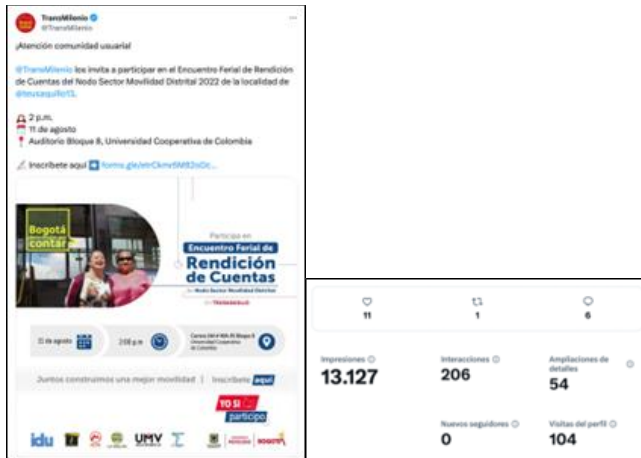 TransMilenio
@TransMilenio
¡Atención comunidad usuaria!
@TransMilenio los invita a participar en el Encuentro Ferial de Rendición
de Cuentas del Nodo Sector Movilidad Distrital 2022 de la localidad de
@teusaquillo13.
2 p.m.
11 de agosto
Auditorio Bloque 8, Universidad Cooperativa de Colombia
Inscríbete aquí
Bogotá
contar
Participa en
Encuentro Ferial de
Rendición
de Cuentas
Nodo Sector Movilidad Distrital
TEUSAQUILLO
11 de agosto
2:00 p.m
Universidad Cooperativa
de Colombia
Juntos construimos una mejor movilidad | Inscríbete aquí
YO SÍ
participo
idu
UMV
BOGOTÁ
11
1
6
Impresiones
13.127
Interacciones
206
Ampliaciones de
detalles
54
Nuevos seguidores
0
Visitas del perfil
104